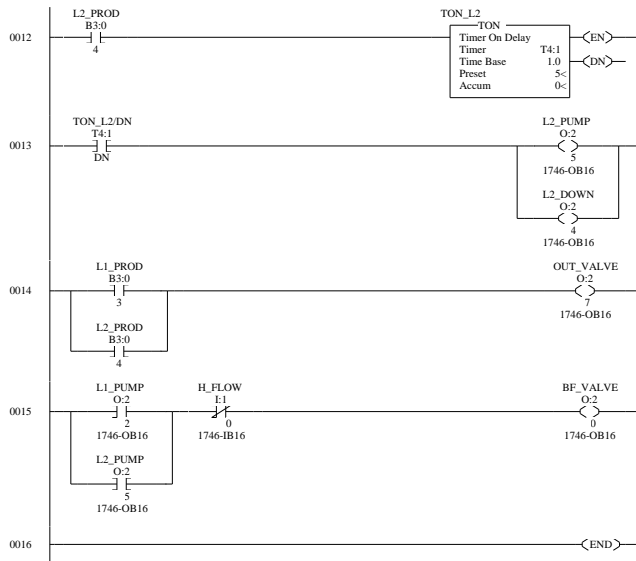 L2_PROD
B3:0
0012
4
TON_L2
TON
Timer On Delay
Timer T4:1
Time Base 1.0
Preset 5<
Accum 0<
EN
DN
TON_L2/DN
T4:1
0013
DN
L2_PUMP
O:2
5
1746-OB16
L2_DOWN
O:2
4
1746-OB16
L1_PROD
B3:0
0014
3
L2_PROD
B3:0
4
OUT_VALVE
O:2
7
1746-OB16
L1_PUMP
O:2
0015
2
1746-OB16
L2_PUMP
O:2
5
1746-OB16
H_FLOW
I:1
0
1746-IB16
BF_VALVE
O:2
0
1746-OB16
0016
END